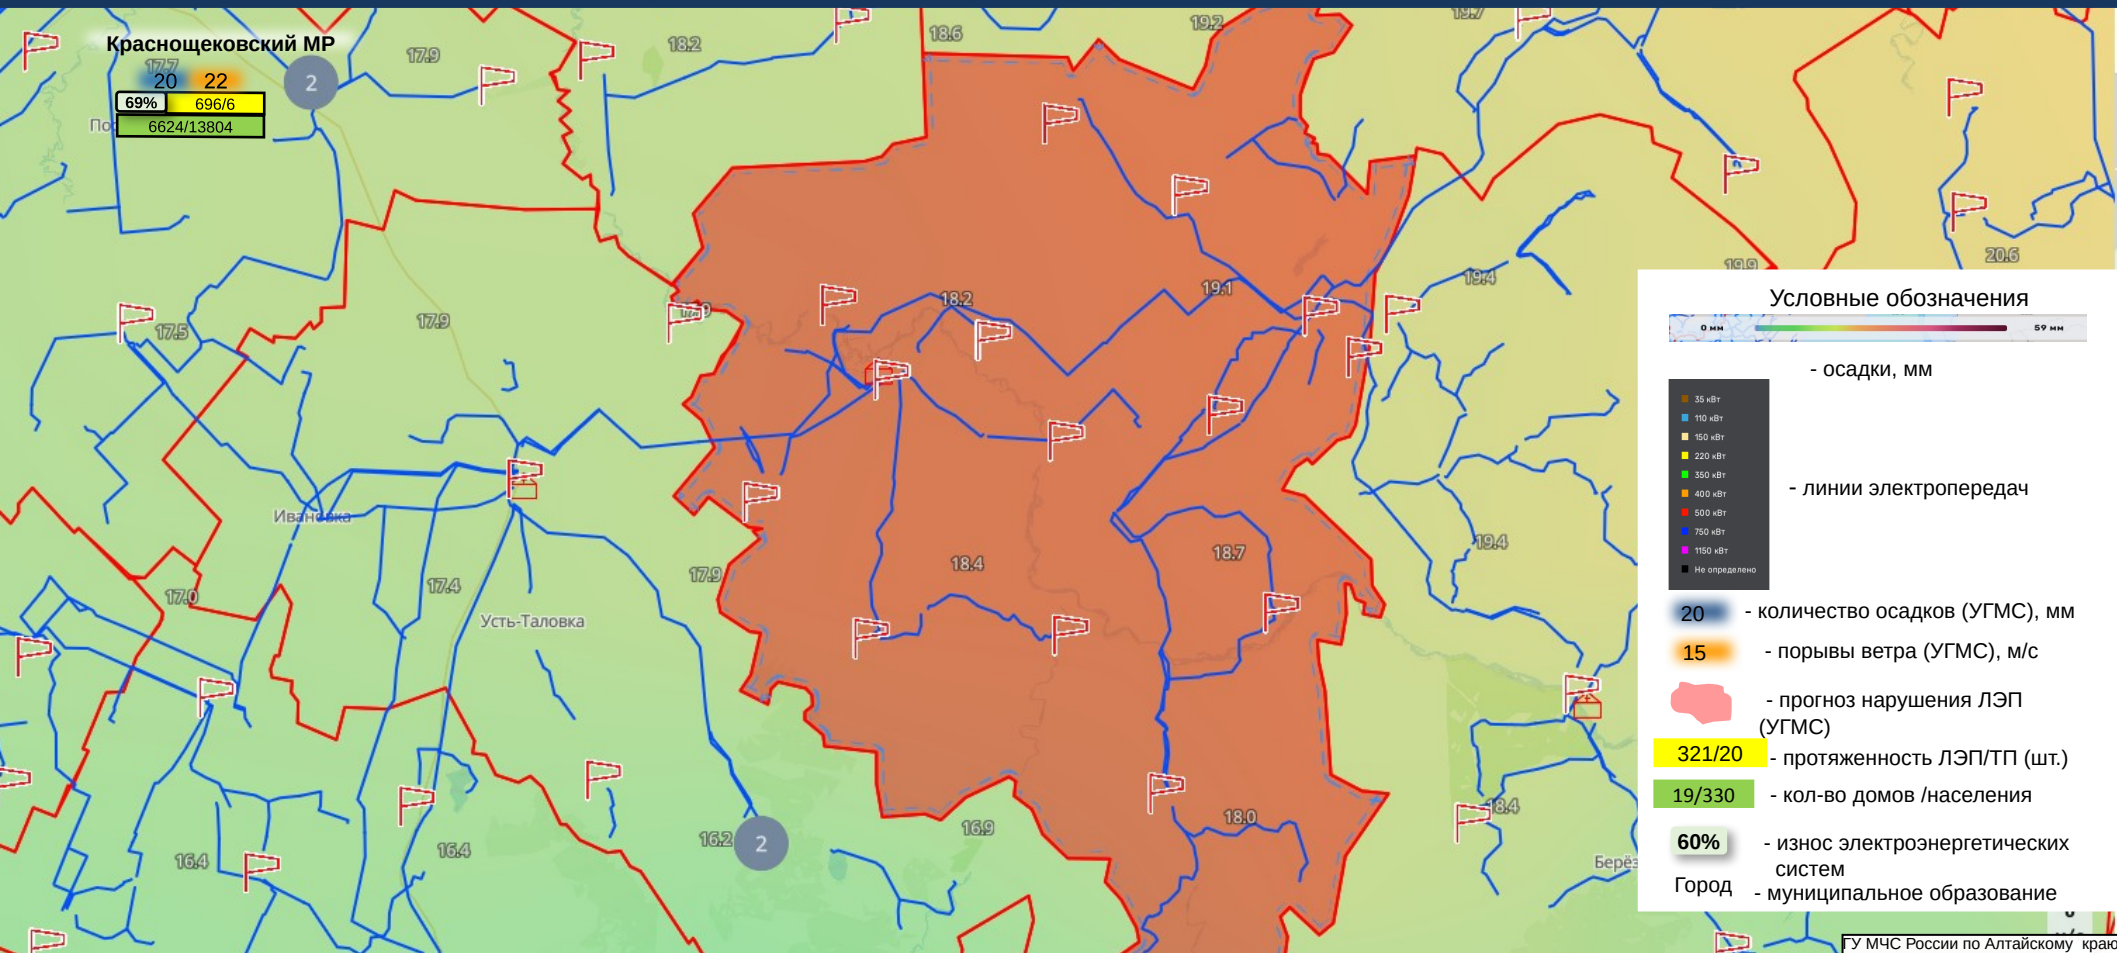 18.6
19.2
19.7
Краснощековский МР
17.9
18.2
17.7
20 22
2
69% 696/6
6624/13804
20.6
19.9
19.4
19.1
18.2
17.9
17.5
Ивановка
18.4
18.7
19.4
17.9
17.4
17.0
Усть-Таловка
16.2
2
16.9
18.0
18.4
16.4
16.4
Условные обозначения
0 мм 59 мм
- осадки, мм
35 кВт
110 кВт
150 кВт
220 кВт
350 кВт
400 кВт
500 кВт
750 кВт
1150 кВт
Не определено
- линии электропередач
20 - количество осадков (УГМС), мм
15 - порывы ветра (УГМС), м/с
- прогноз нарушения ЛЭП
(УГМС)
321/20 - протяженность ЛЭП/ТП (шт.)
19/330 - кол-во домов /населения
60% - износ электроэнергетических
систем
Город - муниципальное образование
ГУ МЧС России по Алтайскому краю